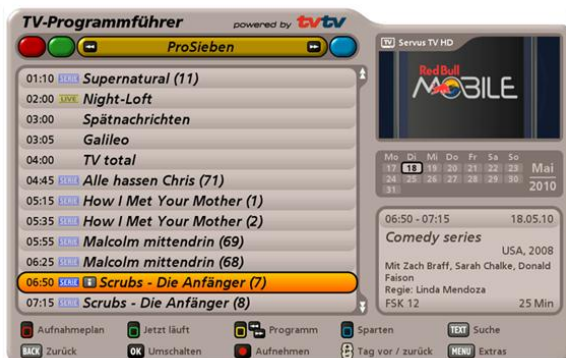 TV-Programmführer powered by tvtv
ProSieben
01:10 SERIE Supernatural (11)
02:00 LIVE Night-Loft
03:00 Spätnachrichten
03:05 Galileo
04:00 TV total
04:45 SERIE Alle hassen Chris (71)
05:15 SERIE How I Met Your Mother (1)
05:35 SERIE How I Met Your Mother (2)
05:55 SERIE Malcolm mittendrin (69)
06:25 SERIE Malcolm mittendrin (68)
06:50 SERIE i Scrubs - Die Anfänger (7)
07:15 SERIE Scrubs - Die Anfänger (8)
TV Servus TV HD
Red Bull
MOBILE
Mo Di Mi Do Fr Sa So
17 18 19 20 21 22 23 Mai
24 25 26 27 28 29 30
31 2010
06:50 - 07:15 18.05.10
Comedy series
USA, 2008
Mit Zach Braff, Sarah Chalke, Donald
Faison
Regie: Linda Mendoza
FSK 12 25 Min
Aufnahmeplan Jetzt läuft Programm Sparten TEXT Suche
BACK Zurück OK Umschalten Aufnehmen Tag vor / zurück MENU Extras